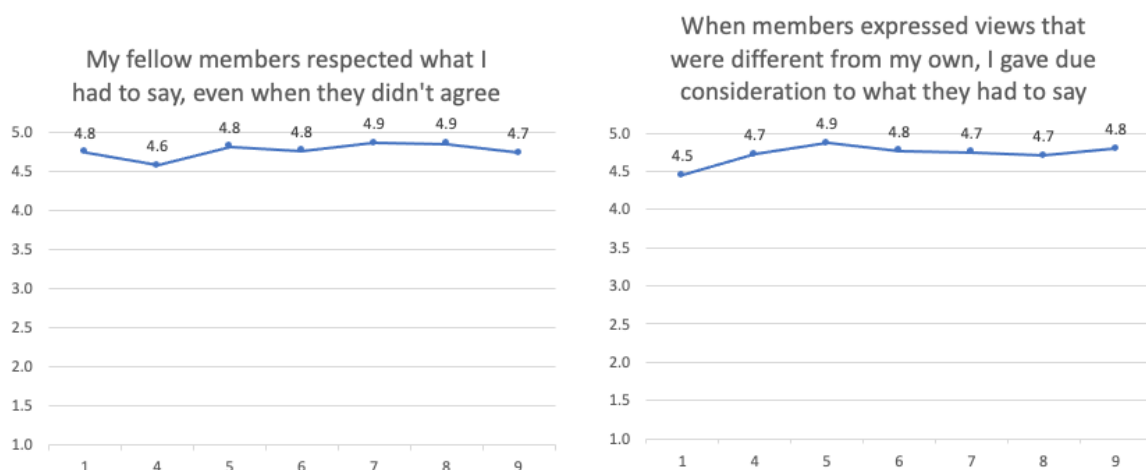 My fellow members respected what I
had to say, even when they didn't agree
5.0
4.5
4.0
3.5
3.0
2.5
2.0
1.5
1.0
4.8 4.6 4.8 4.8 4.9 4.9 4.7
1 4 5 6 7 8 9
When members expressed views that
were different from my own, I gave due
consideration to what they had to say
5.0
4.5
4.0
3.5
3.0
2.5
2.0
1.5
1.0
4.5 4.7 4.9 4.8 4.7 4.7 4.8
1 4 5 6 7 8 9